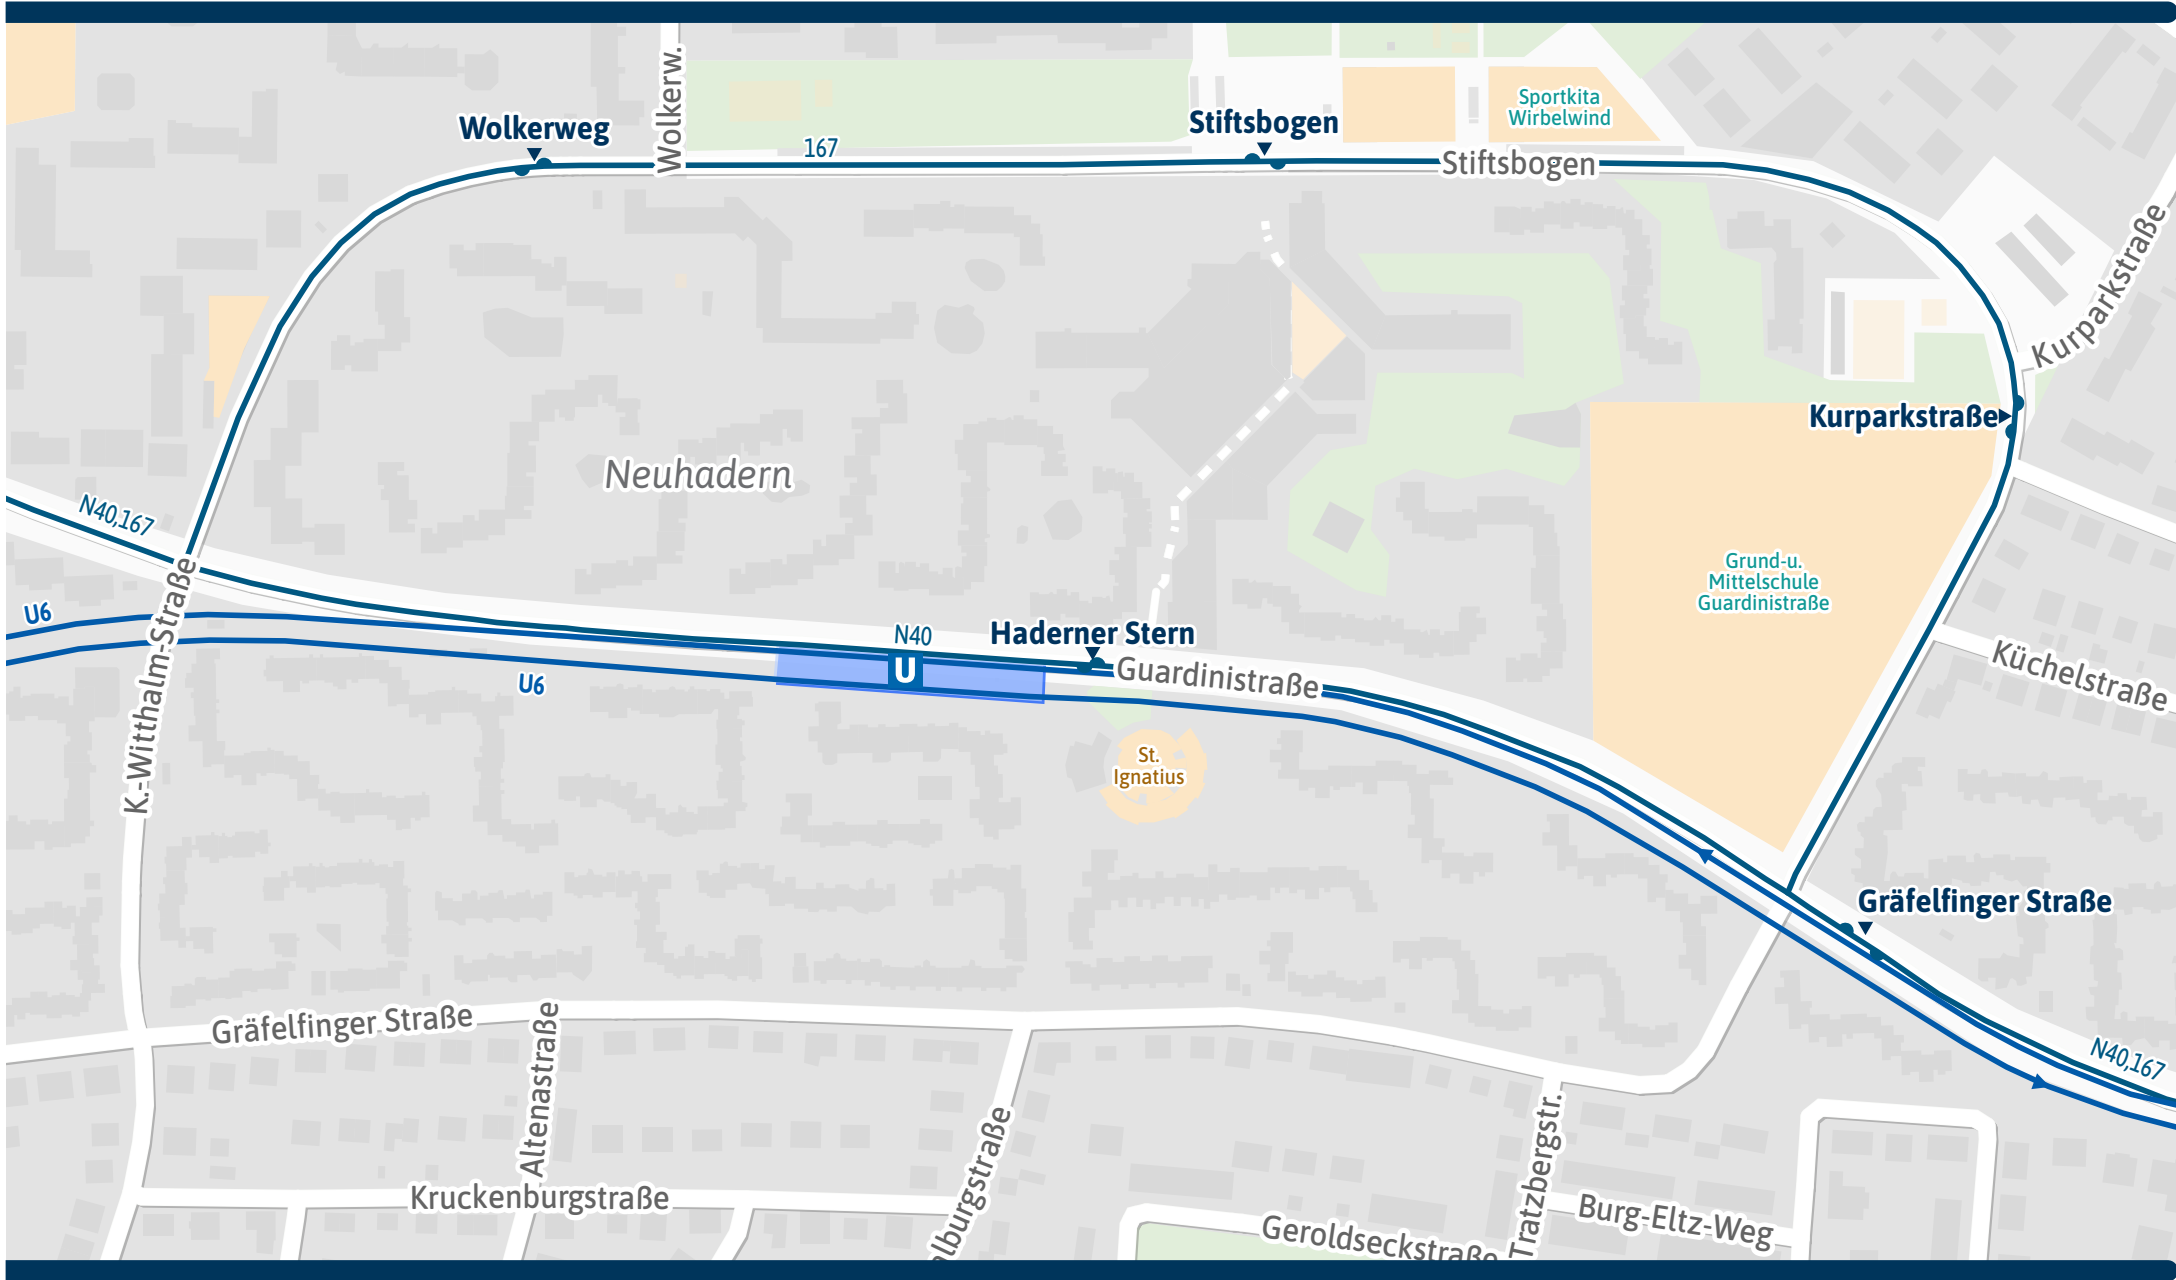 Wolkerw.
Sportkita
Wirbelwind
Wolkerweg
Stiftsbogen
167
Stiftsbogen
Kurparkstraße
Kurparkstraße
Neuhadern
N40,167
Grund-u.
Mittelschule
Guardinistraße
U6
K.-Witthalm-Straße
N40
Haderner Stern
U
Guardinistraße
U6
Küchelstraße
St.
Ignatius
Gräfelfinger Straße
Gräfelfinger Straße
Altenastraße
N40,167
Tratzbergstr.
Kruckenburgstraße
elburgstraße
Burg-Eltz-Weg
Geroldseckstraße